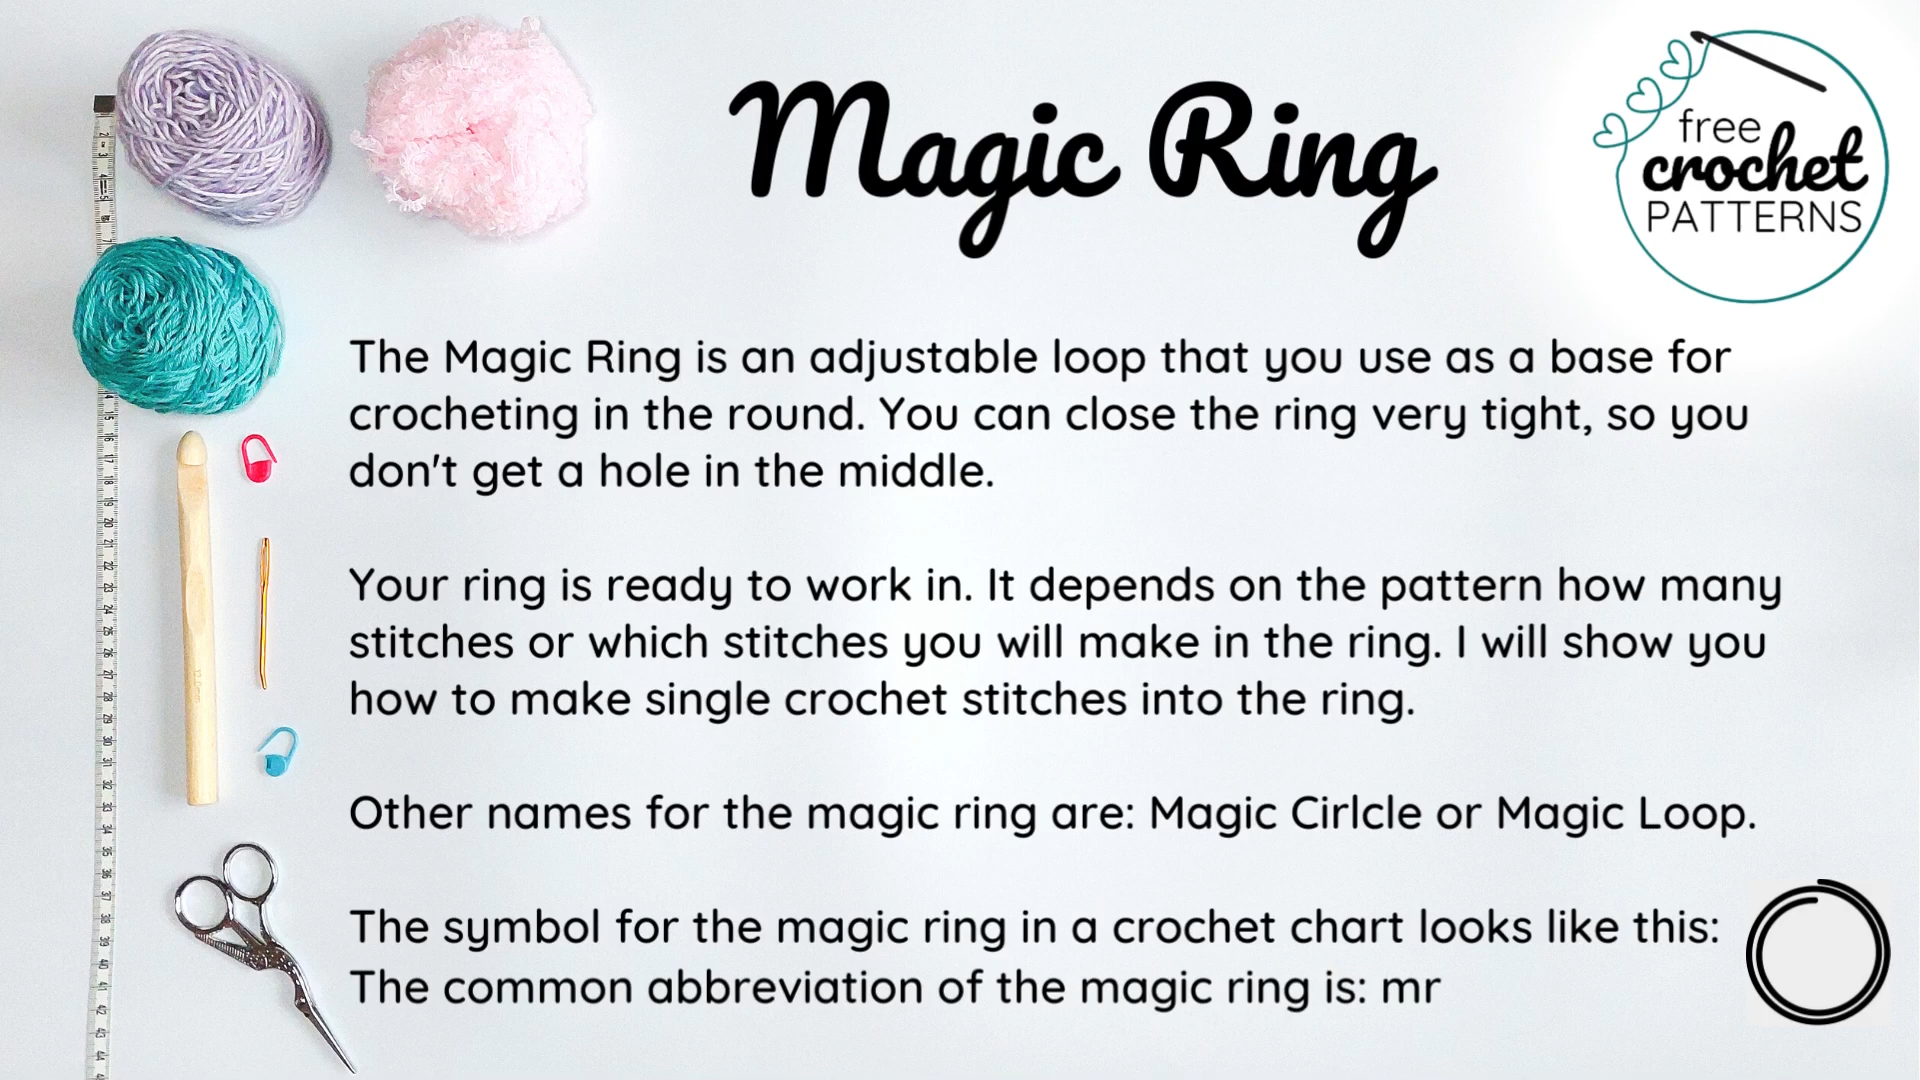 Magic Ring
free
crochet
PATTERNS
The Magic Ring is an adjustable loop that you use as a base for
crocheting in the round. You can close the ring very tight, so you
don't get a hole in the middle.
Your ring is ready to work in. It depends on the pattern how many
stitches or which stitches you will make in the ring. I will show you
how to make single crochet stitches into the ring.
Other names for the magic ring are: Magic Cirlcle or Magic Loop.
The symbol for the magic ring in a crochet chart looks like this:
The common abbreviation of the magic ring is: mr